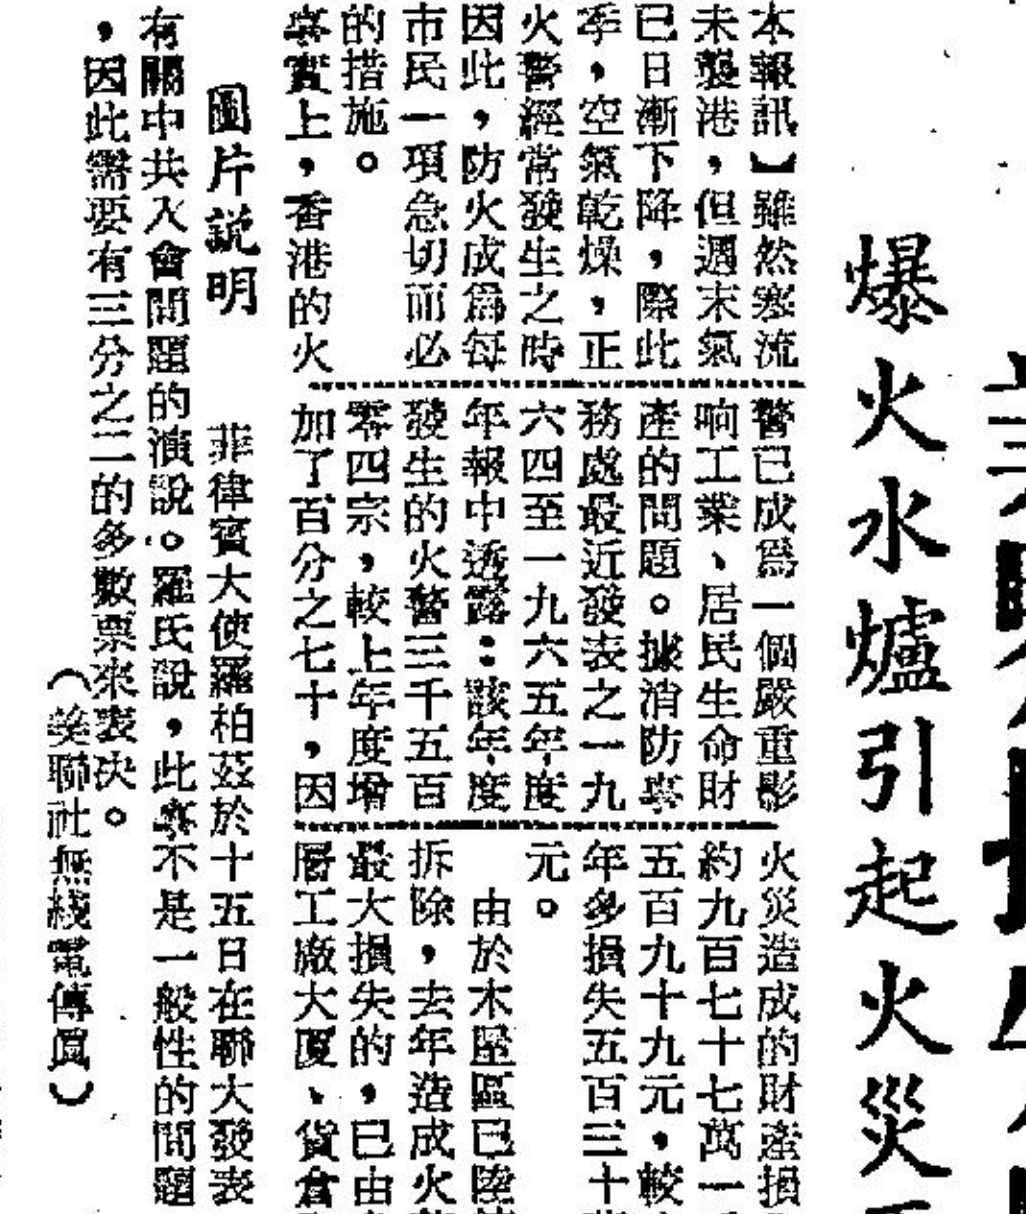 爆火水爐引起火災
本報訊】雖然寒流
未襲港，但週末氣
已日漸下降，際此
季，空氣乾燥，正
火警經常發生之時
因此，防火成爲每
市民一項急切而必
的措施。
事實上，香港的火
警已成爲一個嚴重影
响工業、居民生命財
產的問題。據消防事
務處最近發表之一九
六四至一九六五年度
年報中透露：該年度
發生的火警三千五百
零四宗，較上年度增
加了百分之七十，因
火災造成的財產損
約九百七十七萬一
五百九十九元，較
年多損失五百三十
元。
由於木屋區已陸
拆除，去年造成火
最大損失的，已由
層工廠大厦、貨倉
圖片説明　菲律賓大使羅柏茲於十五日在聯大發表
有關中共入會問題的演說。羅氏說，此事不是一般性的問題
，因此需要有三分之二的多數票來表决。
（美聯社無綫電傳眞）